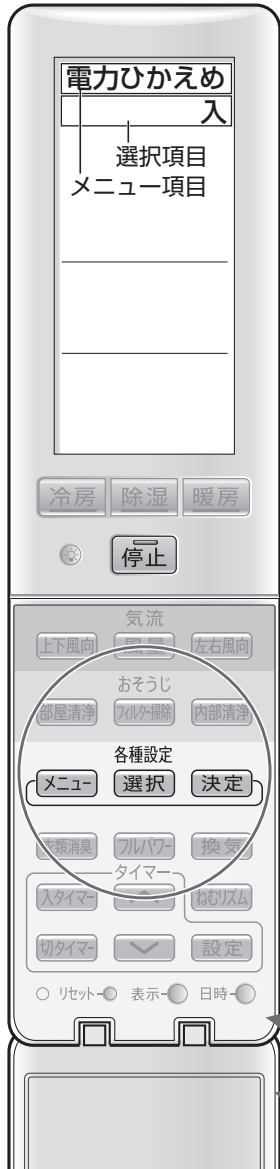 電力ひかえめ
入
選択項目
メニュー項目
冷房 除湿 暖房
停止
気流
上下風向 風量 左右風向
おそうじ
部屋清浄 フィルター掃除 内部清浄
各種設定
メニュー 選択 決定
衣類消臭 フルパワー 換気
タイマー
入タイマー ねむリズム
切タイマー 設定
リセット 表示 日時